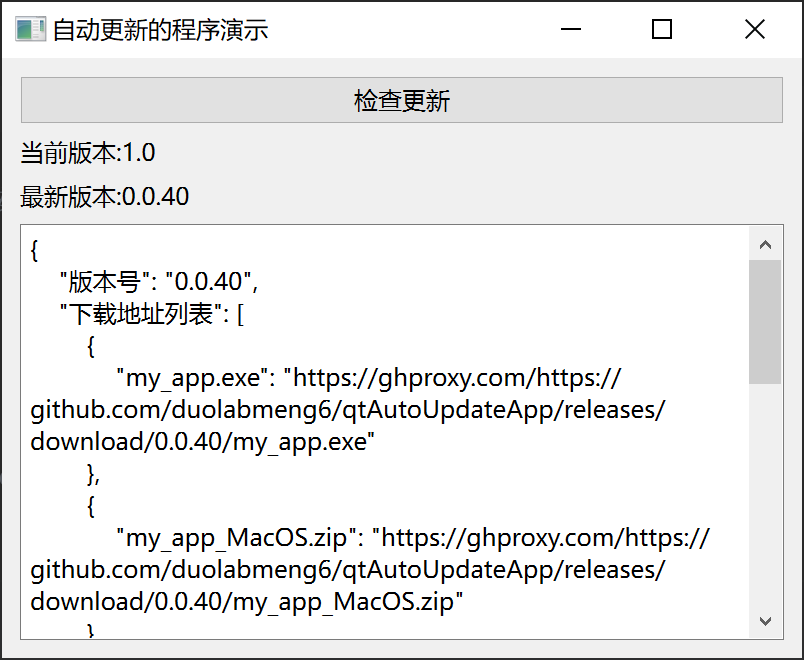 自动更新的程序演示
检查更新
当前版本:1.0
最新版本:0.0.40
{
"版本号": "0.0.40",
"下载地址列表": [
{
"my_app.exe": "https://ghproxy.com/https://
github.com/duolabmeng6/qtAutoUpdateApp/releases/
download/0.0.40/my_app.exe"
},
{
"my_app_MacOS.zip": "https://ghproxy.com/https://
github.com/duolabmeng6/qtAutoUpdateApp/releases/
download/0.0.40/my_app_MacOS.zip"
}